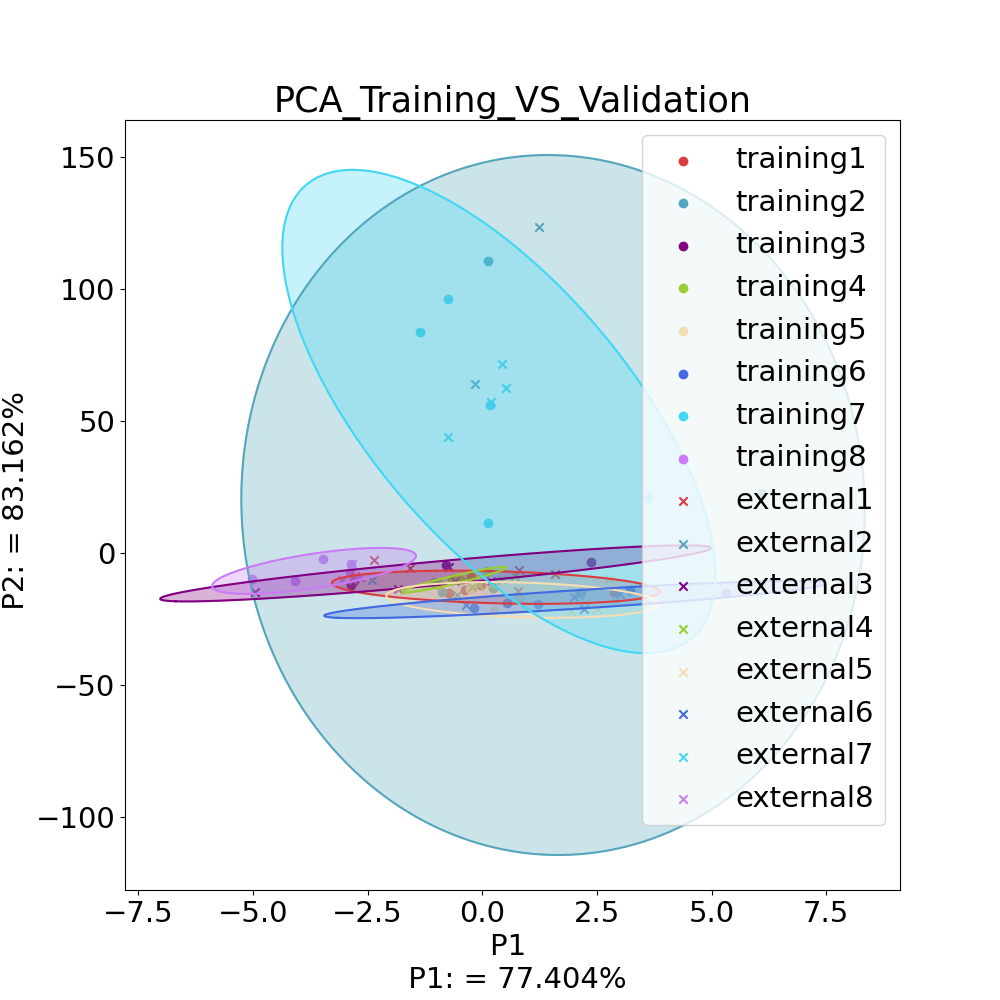 PCA_Training_VS_Validation
P2: = 83.162%
150
100
50
0
−50
−100
training1
training2
training3
training4
training5
training6
training7
training8
external1
external2
external3
external4
external5
external6
external7
external8
−7.5 −5.0 −2.5 0.0 2.5 5.0 7.5
P1
P1: = 77.404%